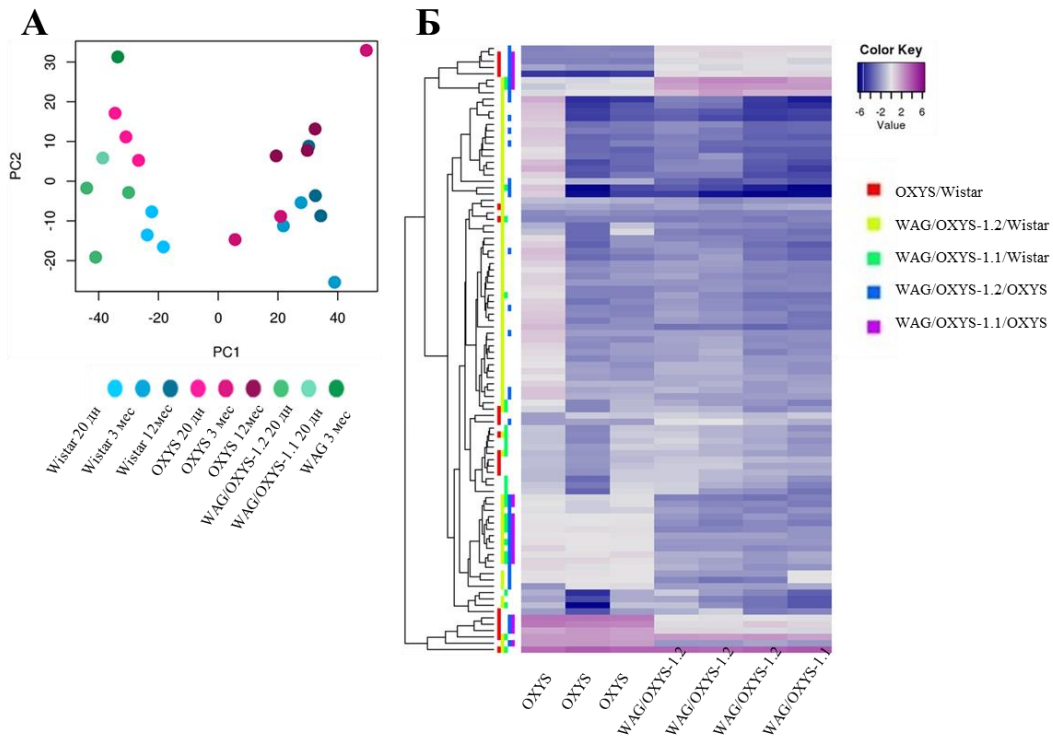 А
Б
30
20
10
0
-10
-20
PC2
-40
-20
0
20
40
PC1
Wistar 20 дн
Wistar 3 мес
Wistar 12мес
OXYS 20 дн
OXYS 3 мес
OXYS 12мес
WAG/OXYS-1.2 20 дн
WAG/OXYS-1.1 20 дн
WAG 3 мес
OXYS
OXYS
OXYS
WAG/OXYS-1.2
WAG/OXYS-1.2
WAG/OXYS-1.2
WAG/OXYS-1.1
Color Key
-6 -2 2 6
Value
OXYS/Wistar
WAG/OXYS-1.2/Wistar
WAG/OXYS-1.1/Wistar
WAG/OXYS-1.2/OXYS
WAG/OXYS-1.1/OXYS